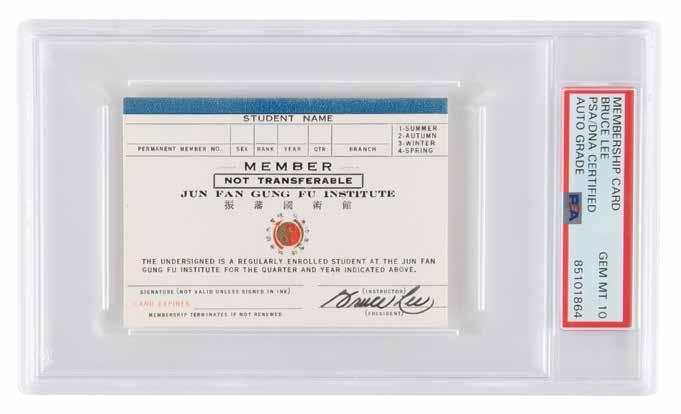 STUDENT NAME
PERMANENT MEMBER NO. SEX RANK YEAR QTR BRANCH
1-SUMMER
2-AUTUMN
3-WINTER
4-SPRING
MEMBER
NOT TRANSFERABLE
JUN FAN GUNG FU INSTITUTE
振藩國術館
THE UNDERSIGNED IS A REGULARLY ENROLLED STUDENT AT THE JUN FAN
GUNG FU INSTITUTE FOR THE QUARTER AND YEAR INDICATED ABOVE.
SIGNATURE (NOT VALID UNLESS SIGNED IN INK)
CARD EXPIRES
MEMBERSHIP TERMINATES IF NOT RENEWED.
(INSTRUCTOR)
Bruce Lee
(PRESIDENT)
MEMBERSHIP CARD
BRUCE LEE
PSA/DNA CERTIFIED
AUTO GRADE
PSA
GEM MT 10
85101864